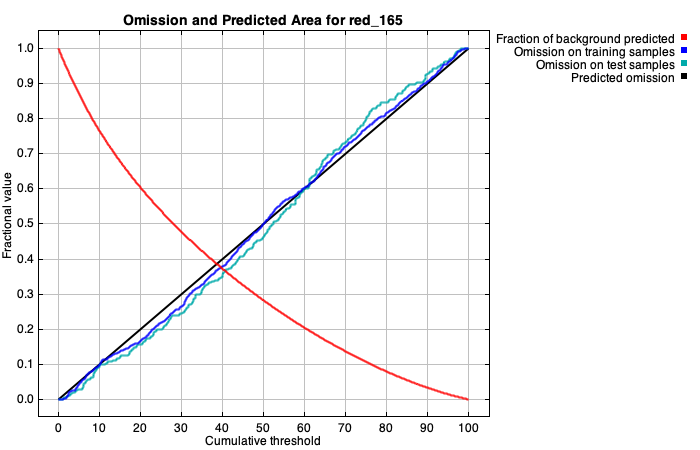 Omission and Predicted Area for red_165
Fraction of background predicted
Omission on training samples
Omission on test samples
Predicted omission
Fractional value
1.0
0.9
0.8
0.7
0.6
0.5
0.4
0.3
0.2
0.1
0.0
0 10 20 30 40 50 60 70 80 90 100
Cumulative threshold